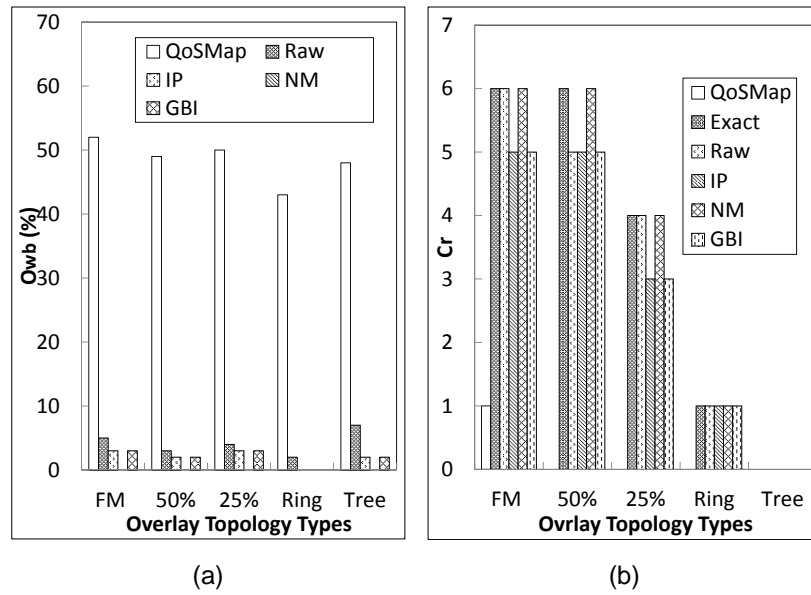 70
60
50
40
30
20
10
0
Owb (%)
QoSMap
Raw
IP
NM
GBI
FM 50% 25% Ring Tree
Overlay Topology Types
(a)
7
6
5
4
3
2
1
0
Cr
QoSMap
Exact
Raw
IP
NM
GBI
FM 50% 25% Ring Tree
Ovrlay Topology Types
(b)